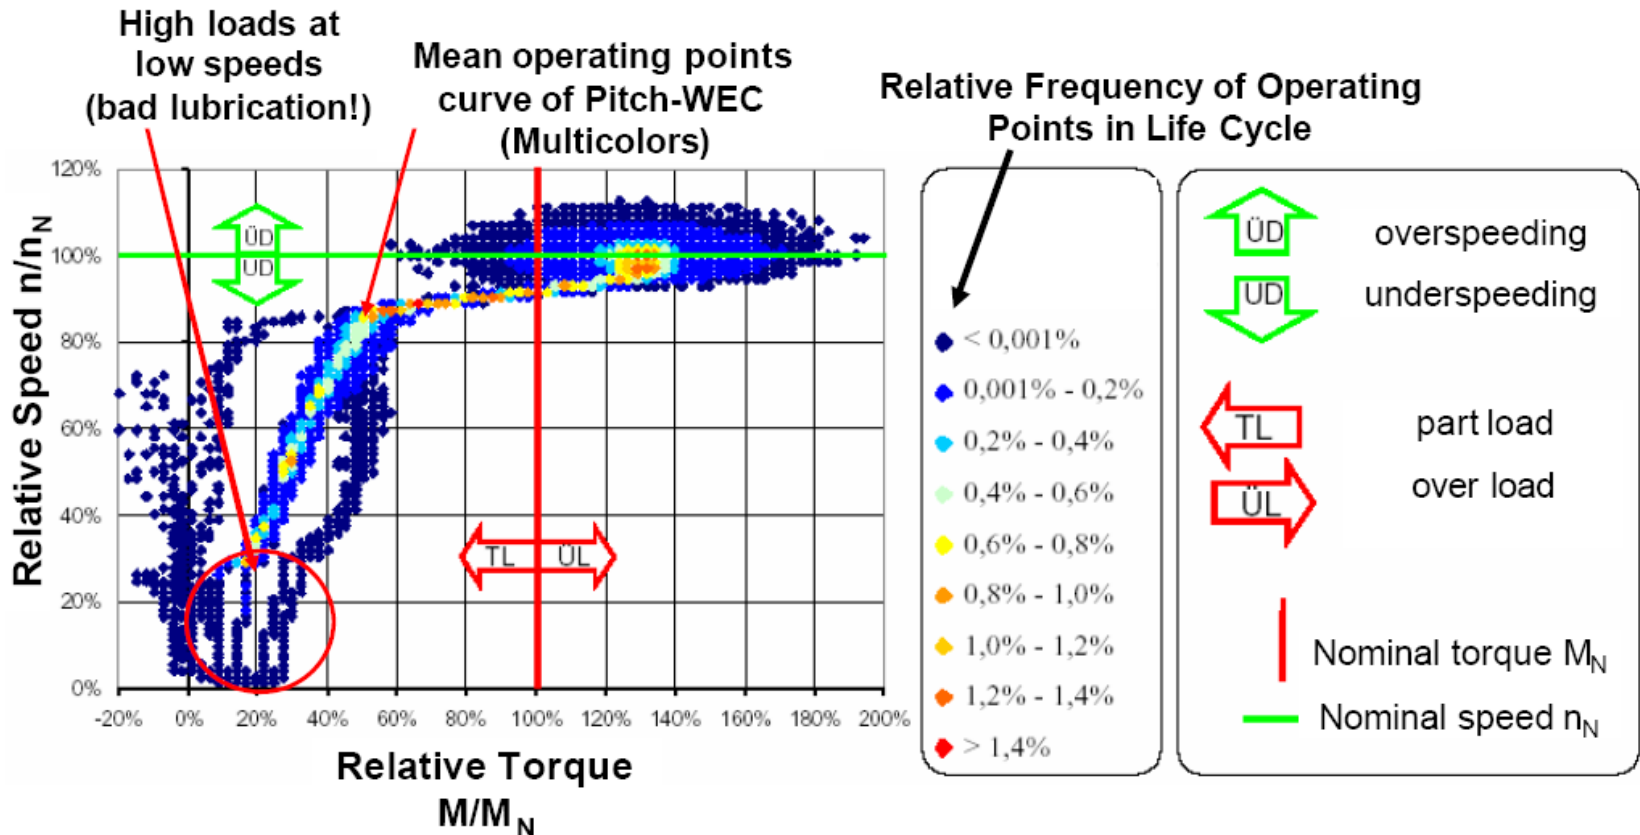 High loads at
low speeds
(bad lubrication!)
Mean operating points
curve of Pitch-WEC
(Multicolors)
Relative Frequency of Operating
Points in Life Cycle
Relative Speed n/nN
120%
100%
80%
60%
40%
20%
0%
-20%
0%
20%
40%
60%
80%
100%
120%
140%
160%
180%
200%
Relative Torque
M/MN
ÜD
UD
TL
ÜL
< 0,001%
0,001% - 0,2%
0,2% - 0,4%
0,4% - 0,6%
0,6% - 0,8%
0,8% - 1,0%
1,0% - 1,2%
1,2% - 1,4%
> 1,4%
ÜD overspeeding
UD underspeeding
TL part load
ÜL over load
Nominal torque MN
Nominal speed nN